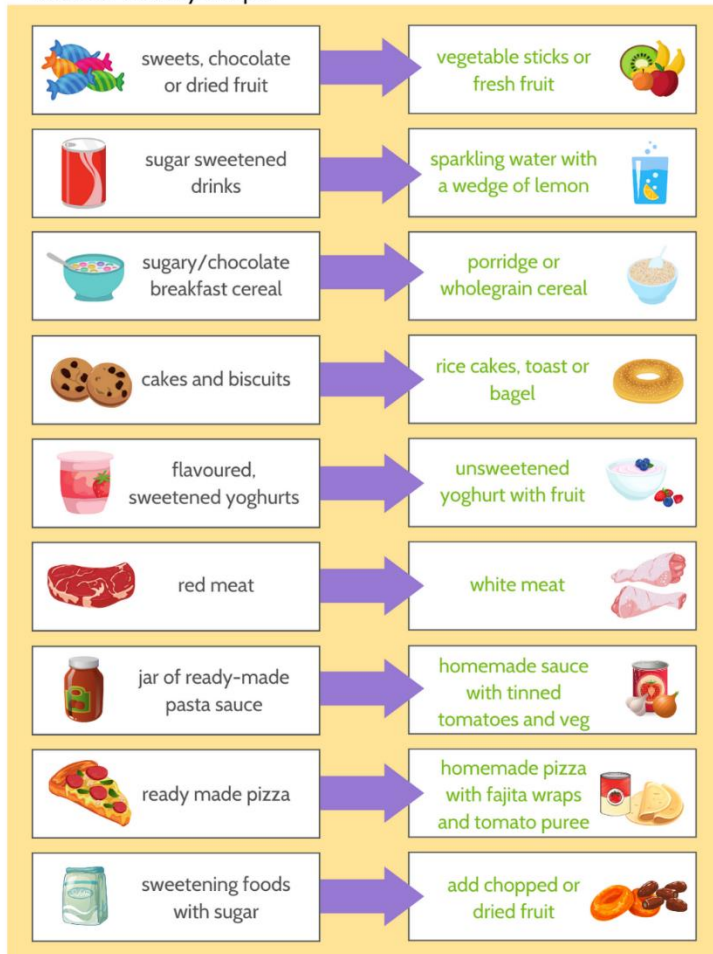 sweets, chocolate
or dried fruit
vegetable sticks or
fresh fruit
sugar sweetened
drinks
sparkling water with
a wedge of lemon
sugary/chocolate
breakfast cereal
porridge or
wholegrain cereal
cakes and biscuits
rice cakes, toast or
bagel
flavoured,
sweetened yoghurts
unsweetened
yoghurt with fruit
red meat
white meat
jar of ready-made
pasta sauce
homemade sauce
with tinned
tomatoes and veg
ready made pizza
homemade pizza
with fajita wraps
and tomato puree
sweetening foods
with sugar
add chopped or
dried fruit